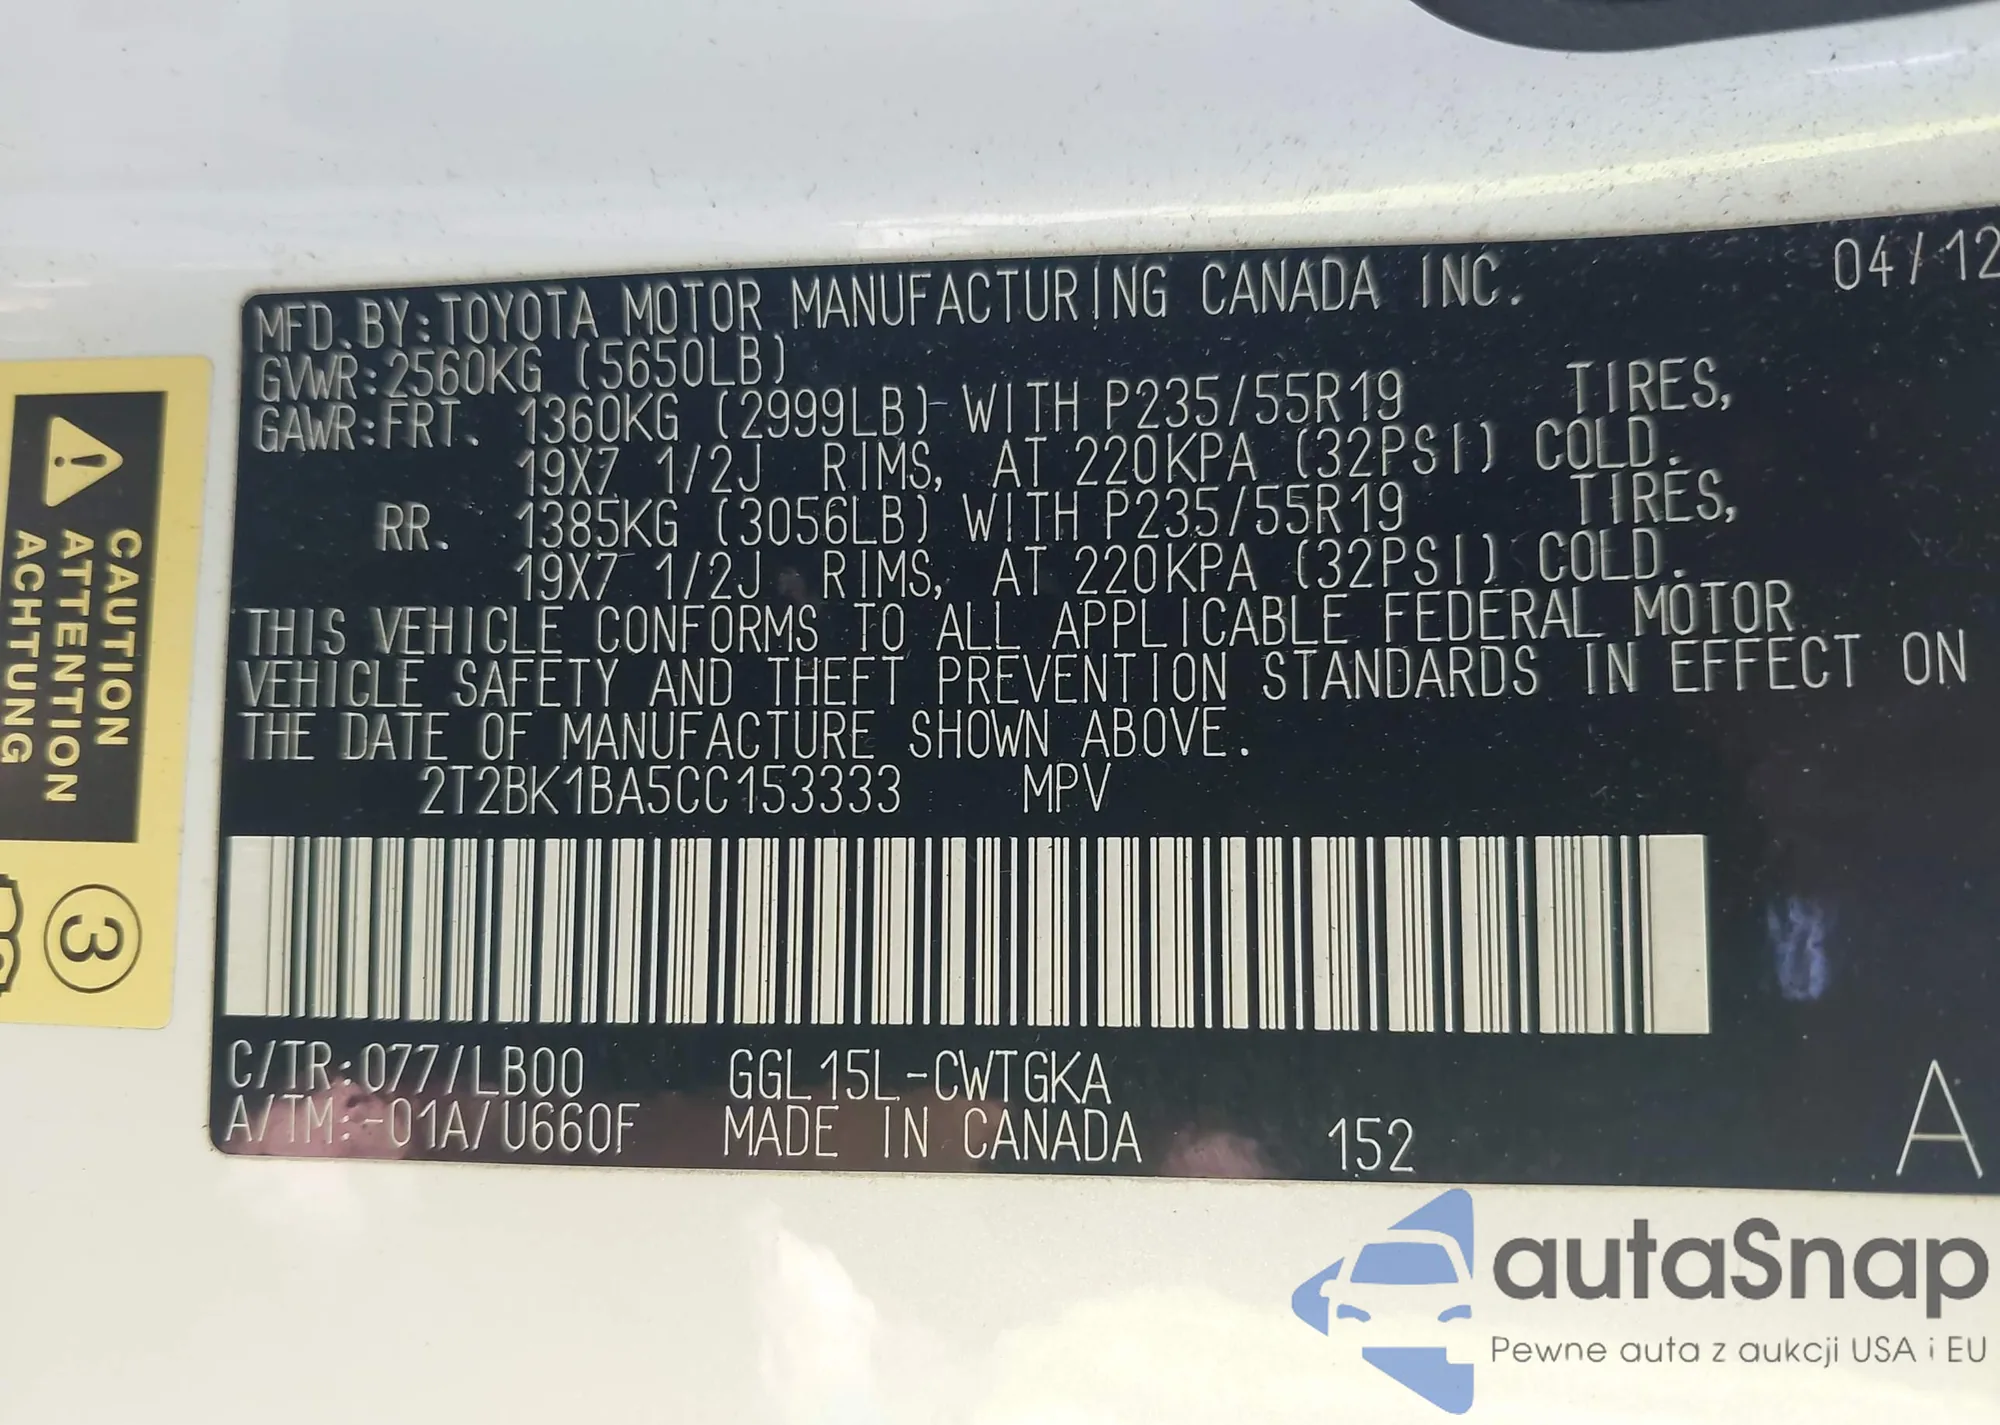 MFD.BY:TOYOTA MOTOR MANUFACTURING CANADA INC. 04/12
GVWR:2560KG (5650LB)
GAWR:FRT. 1360KG (2999LB) WITH P235/55R19 TIRES,
19X7 1/2J RIMS, AT 220KPA (32PSI) COLD.
RR. 1385KG (3056LB) WITH P235/55R19 TIRES,
19X7 1/2J RIMS, AT 220KPA (32PSI) COLD.
THIS VEHICLE CONFORMS TO ALL APPLICABLE FEDERAL MOTOR
VEHICLE SAFETY AND THEFT PREVENTION STANDARDS IN EFFECT ON
THE DATE OF MANUFACTURE SHOWN ABOVE.
2T2BK1BA5CC153333 MPV
C/TR:077/LB00 GGL15L-CWTGKA
A/TM:-01A/U660F MADE IN CANADA 152 A
CAUTION
ATTENTION
ACHTUNG
3
autaSnap
Pewne auta z aukcji USA i EU